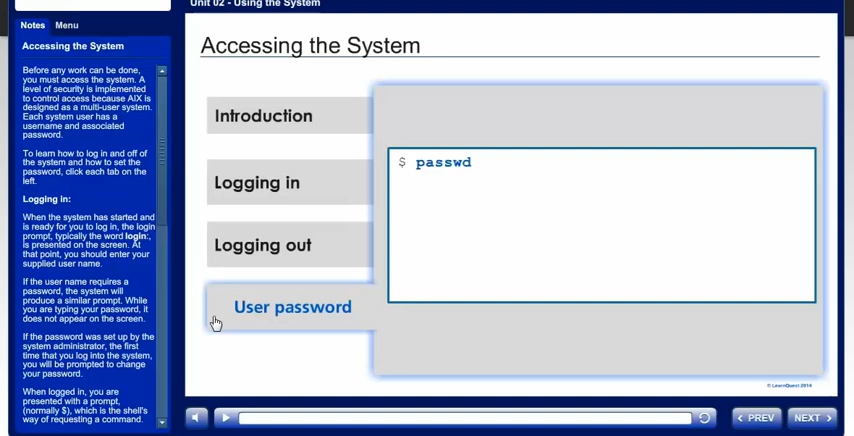 Unit 02 - Using the System
Notes Menu
Accessing the System
Before any work can be done,
you must access the system. A
level of security is implemented
to control access because AIX is
designed as a multi-user system.
Each system user has a
username and associated
password.
To learn how to log in and off of
the system and how to set the
password, click each tab on the
left.
Logging in:
When the system has started and
is ready for you to log in, the login
prompt, typically the word login:,
is presented on the screen. At
that point, you should enter your
supplied user name.
If the user name requires a
password, the system will
produce a similar prompt. While
you are typing your password, it
does not appear on the screen.
If the password was set up by the
system administrator, the first
time that you log into the system,
you will be prompted to change
your password.
When logged in, you are
presented with a prompt,
(normally $), which is the shell's
way of requesting a command.
Accessing the System
Introduction
Logging in
Logging out
User password
$ passwd
© LearnQuest 2014
PREV
NEXT